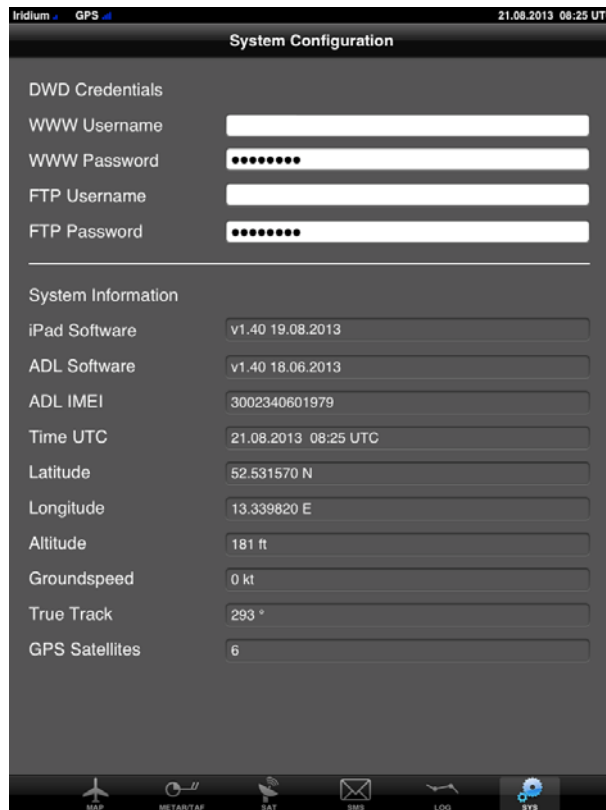 Iridium GPS 21.08.2013 08:25 UT
System Configuration
DWD Credentials
WWW Username
WWW Password ●●●●●●●●
FTP Username
FTP Password ●●●●●●●●
System Information
iPad Software v1.40 19.08.2013
ADL Software v1.40 18.06.2013
ADL IMEI 3002340601979
Time UTC 21.08.2013 08:25 UTC
Latitude 52.531570 N
Longitude 13.339820 E
Altitude 181 ft
Groundspeed 0 kt
True Track 293 °
GPS Satellites 6
MAP METAR/TAF SAT SMS LOG SYS